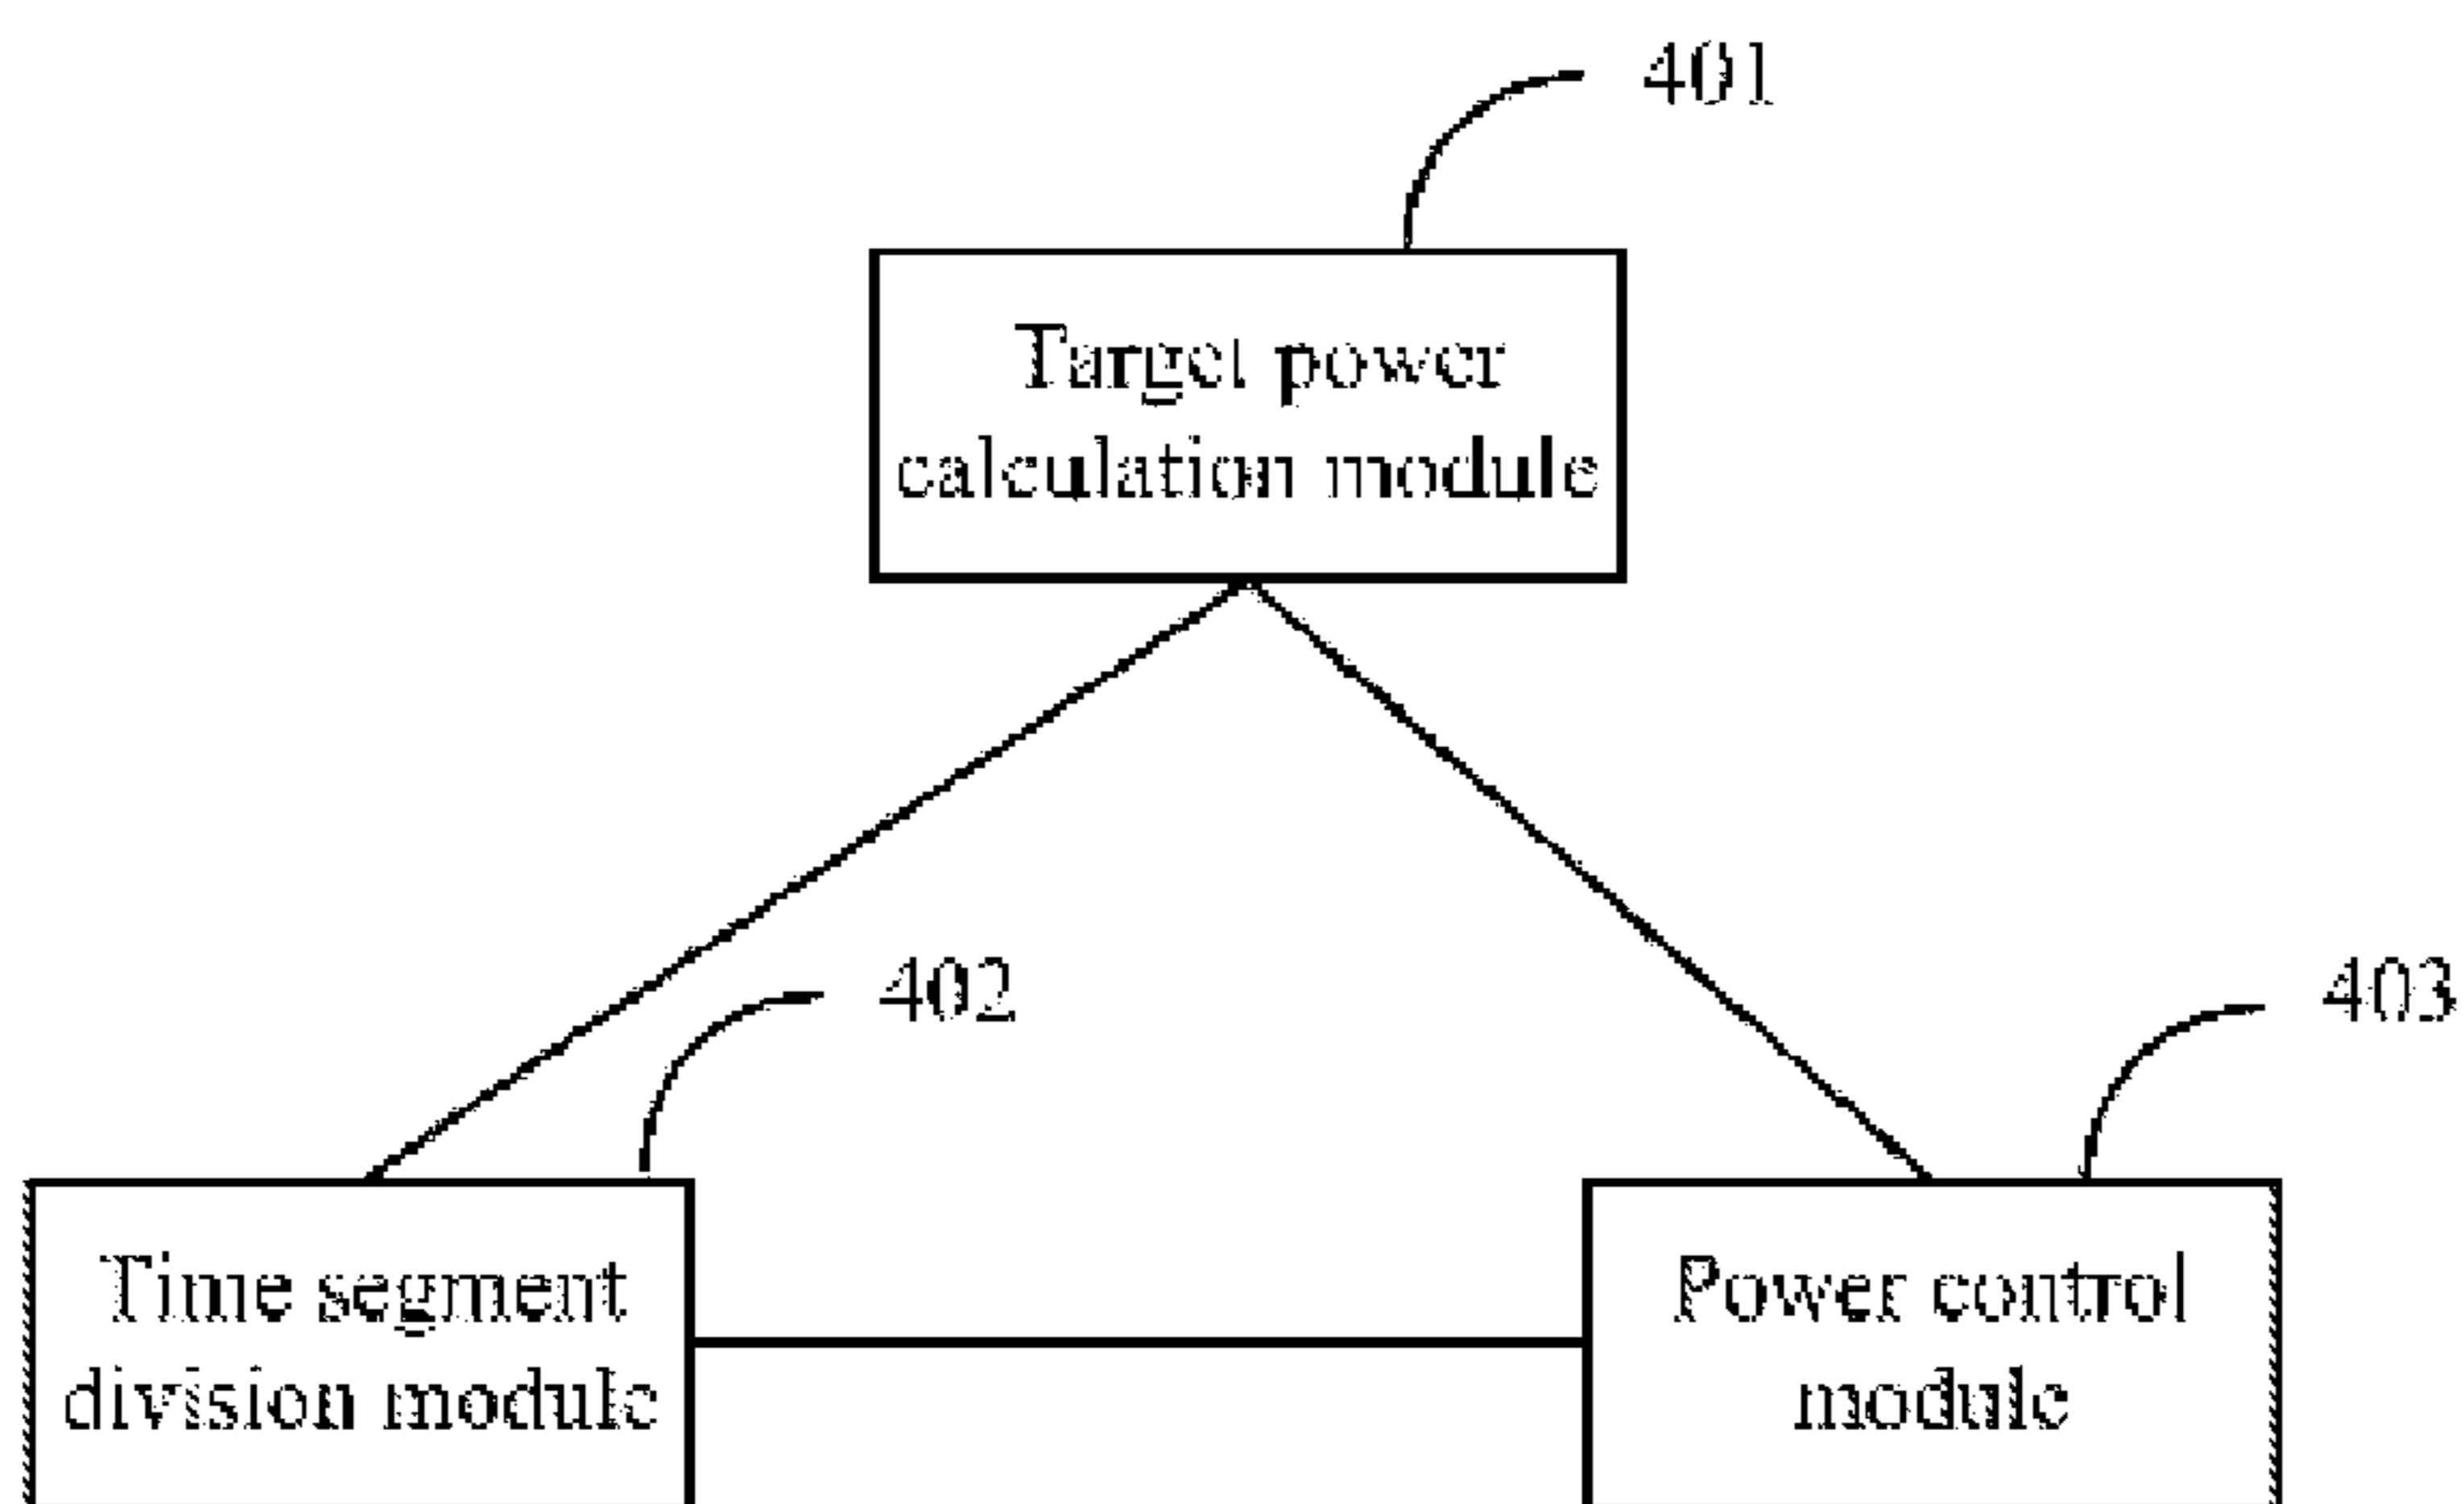 401
Target power
calculation module
402
403
Time segment
division module
Power control
module